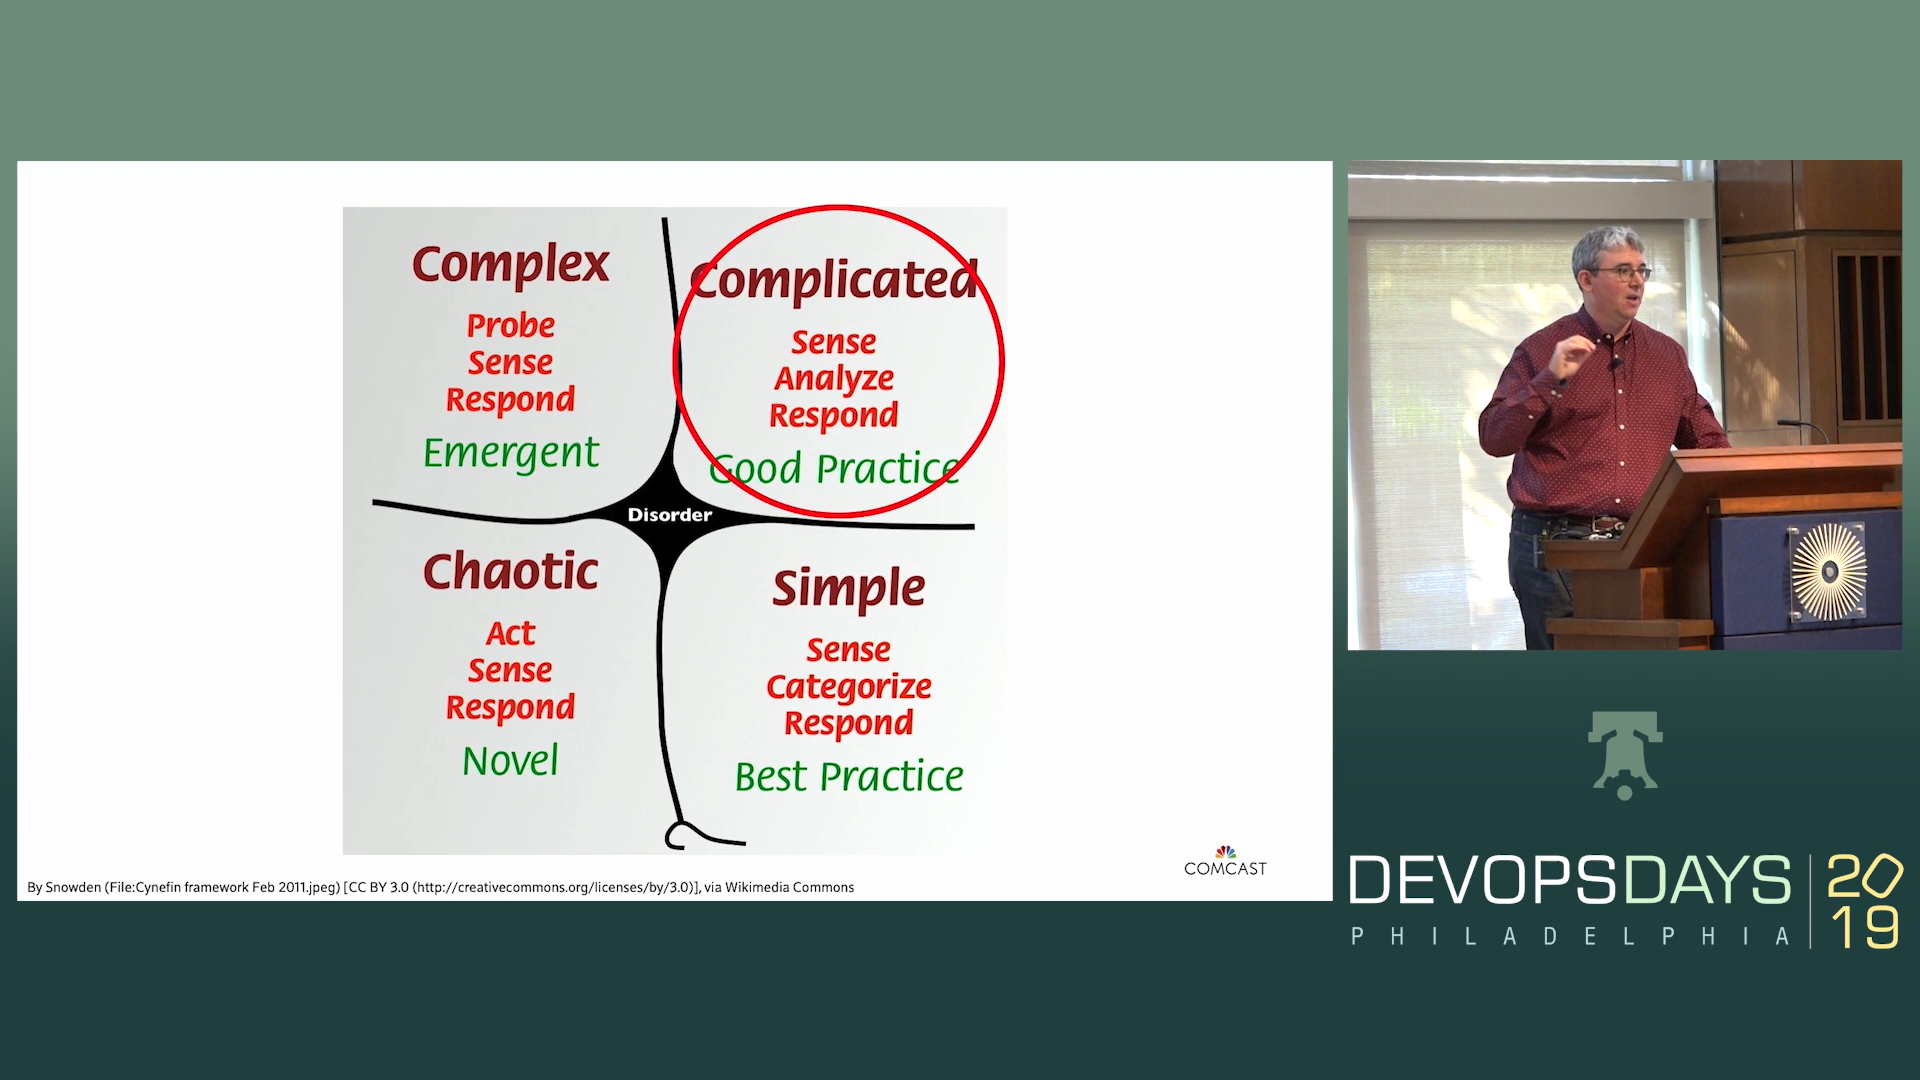 Complex
Probe
Sense
Respond
Emergent
Complicated
Sense
Analyze
Respond
Good Practice
Disorder
Chaotic
Act
Sense
Respond
Novel
Simple
Sense
Categorize
Respond
Best Practice
COMCAST
By Snowden (File:Cynefin framework Feb 2011.jpeg) [CC BY 3.0 (http://creativecommons.org/licenses/by/3.0)], via Wikimedia Commons
DEVOPSDAYS
PHILADELPHIA
20
19